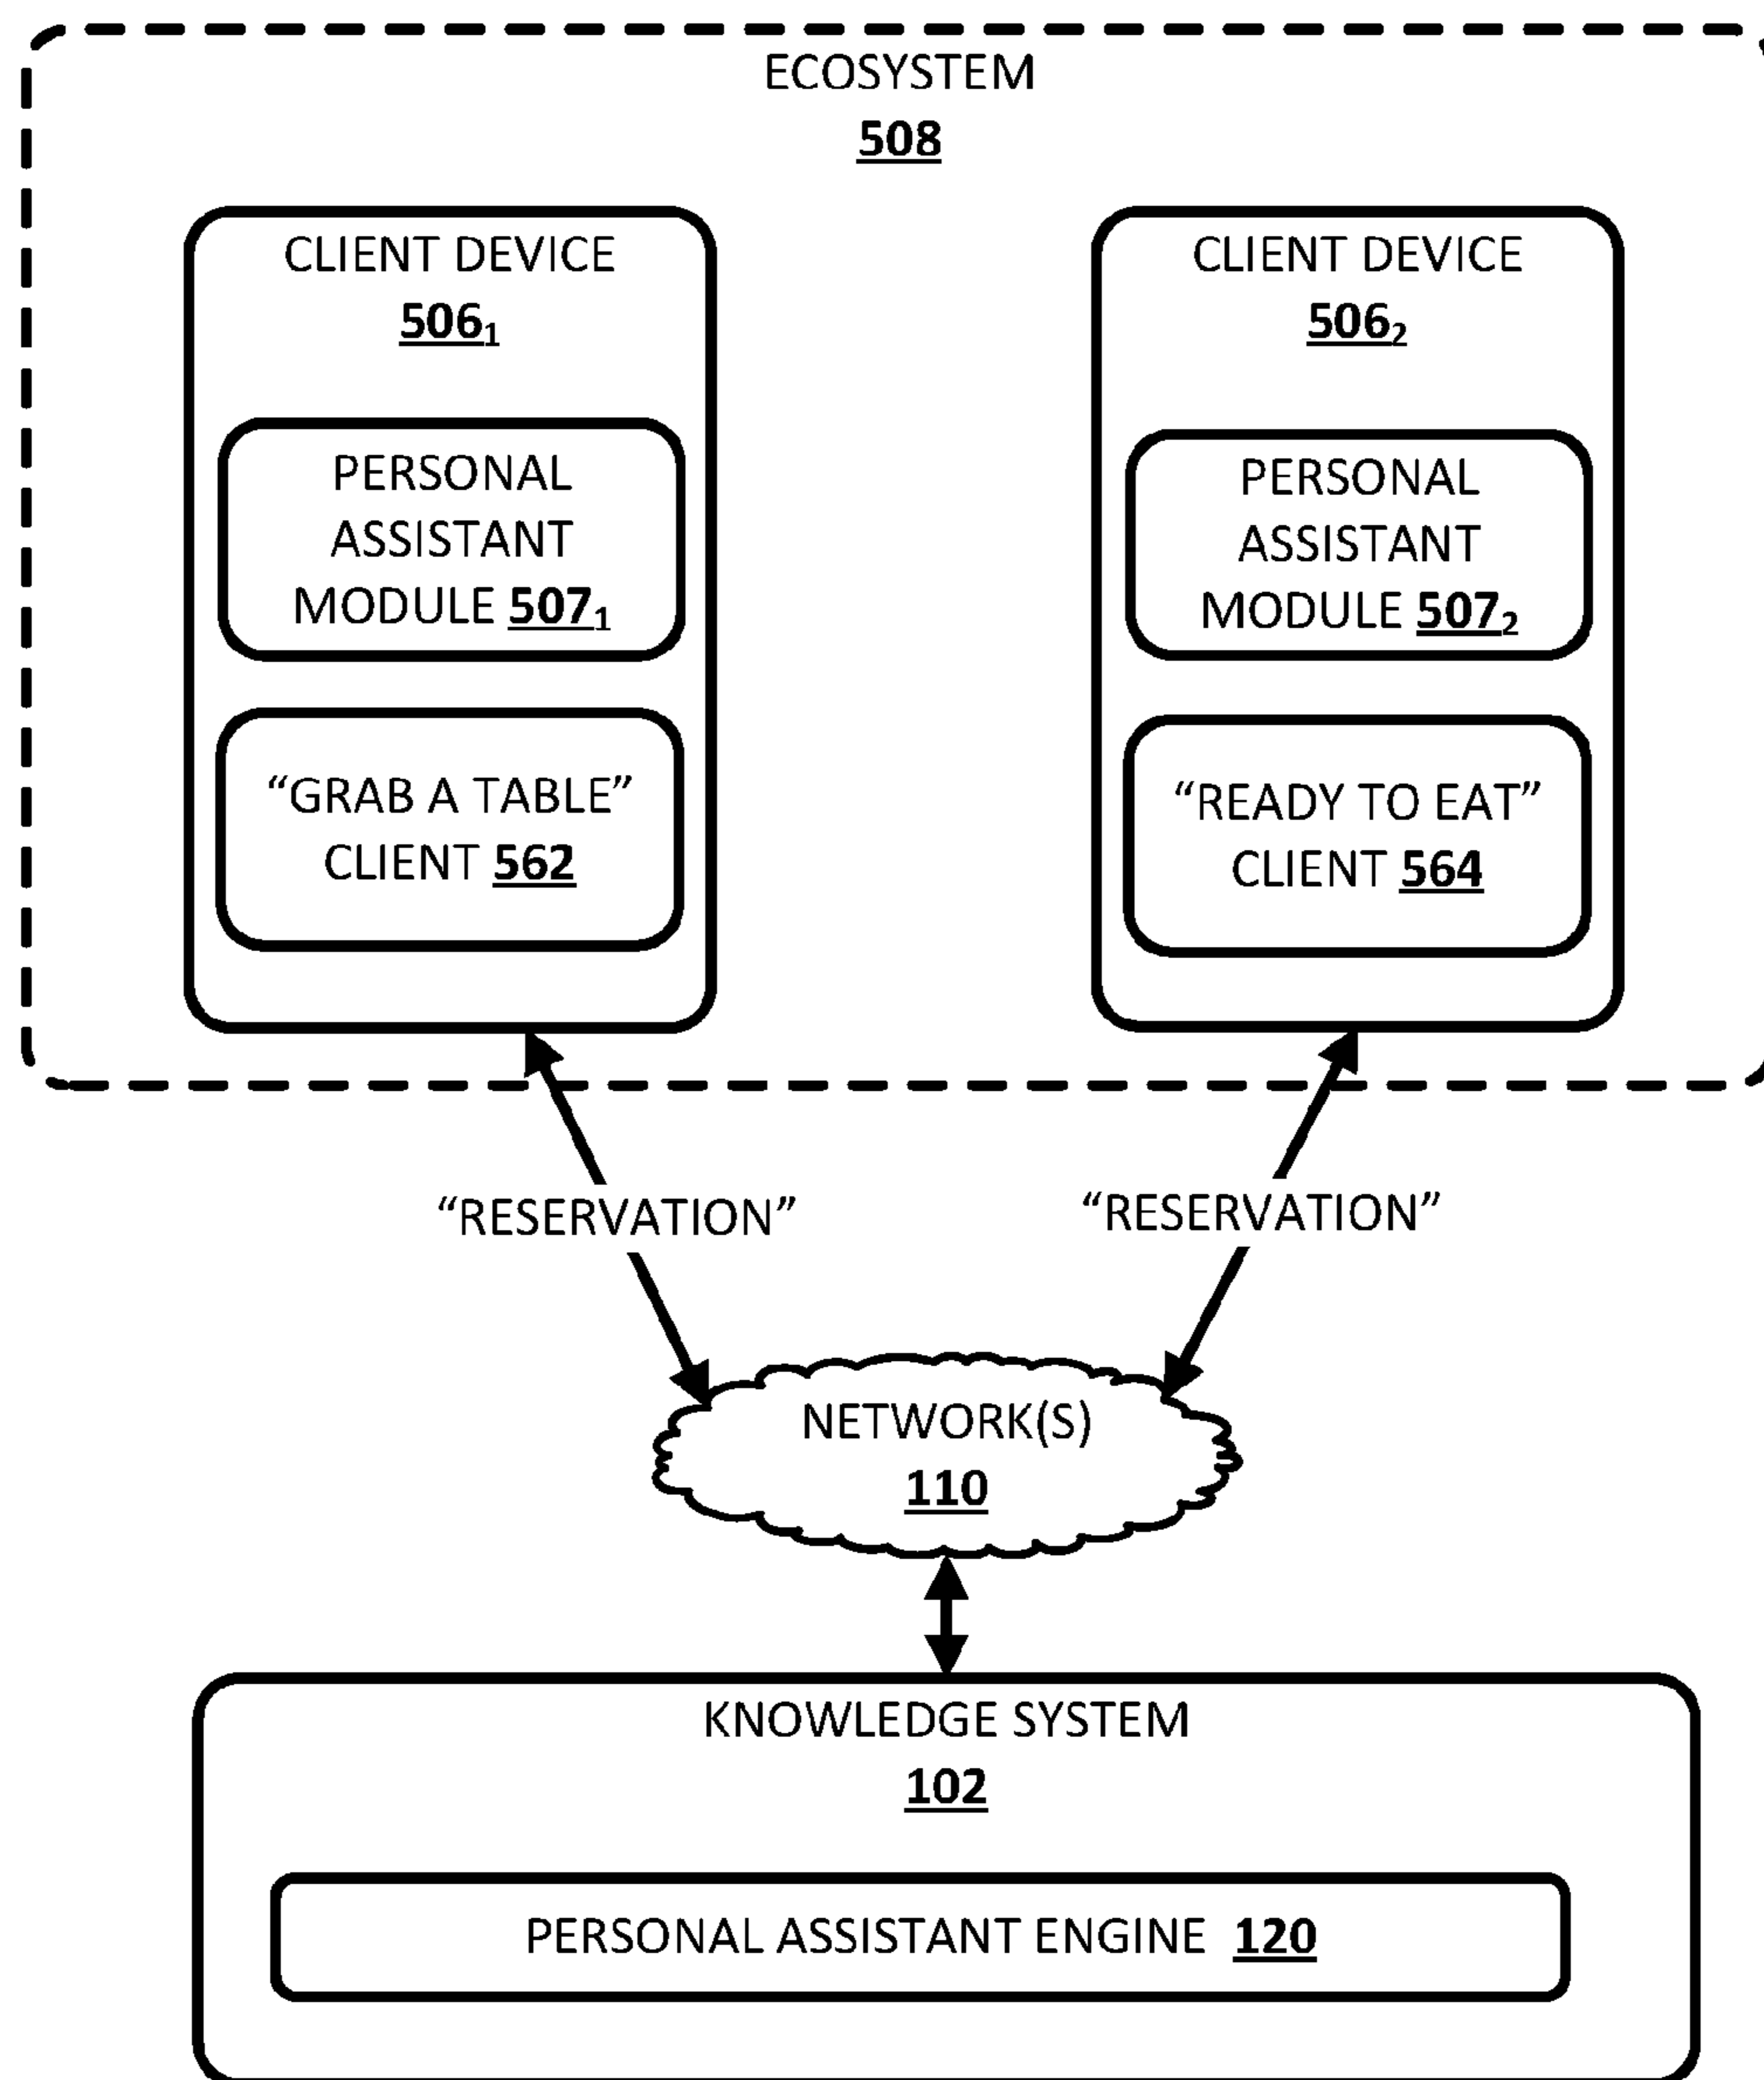 ECOSYSTEM
508
CLIENT DEVICE
506₁
PERSONAL
ASSISTANT
MODULE 507₁
“GRAB A TABLE”
CLIENT 562
CLIENT DEVICE
506₂
PERSONAL
ASSISTANT
MODULE 507₂
“READY TO EAT”
CLIENT 564
“RESERVATION”
“RESERVATION”
NETWORK(S)
110
KNOWLEDGE SYSTEM
102
PERSONAL ASSISTANT ENGINE 120